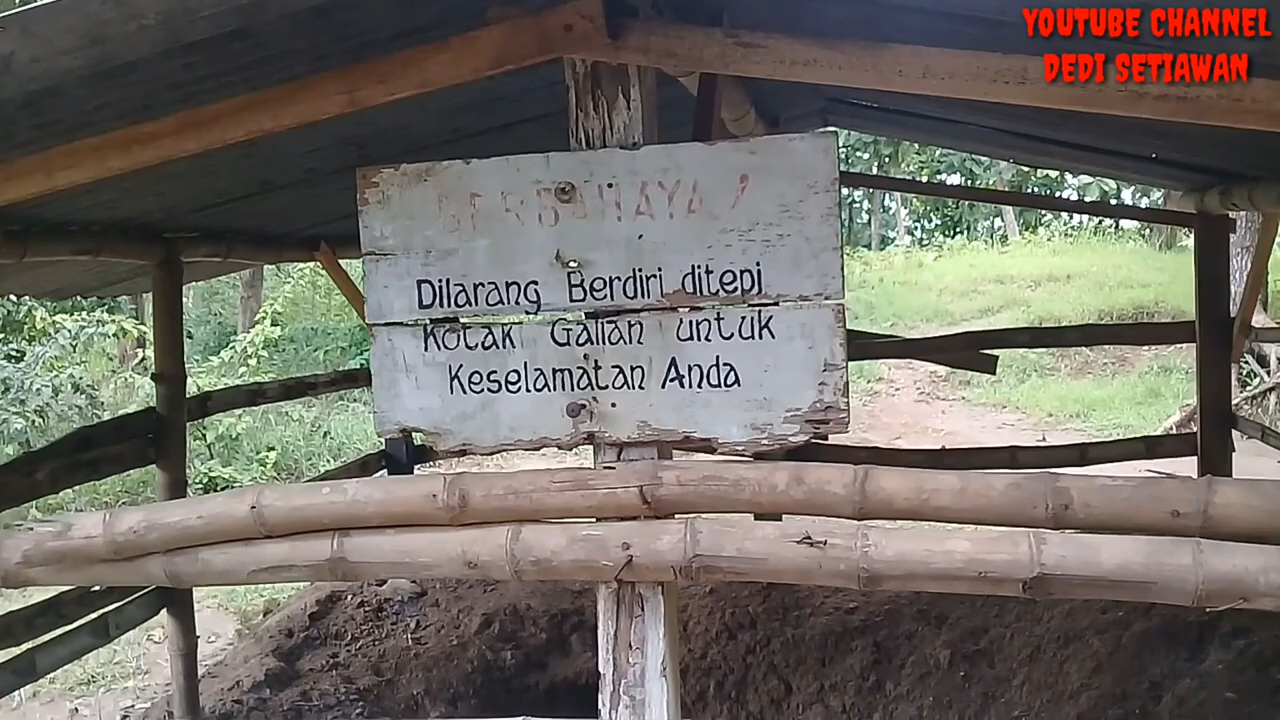 YOUTUBE CHANNEL
DEDI SETIAWAN
BERBAHAYA !
Dilarang Berdiri ditepi
Kotak Galian untuk
Keselamatan Anda